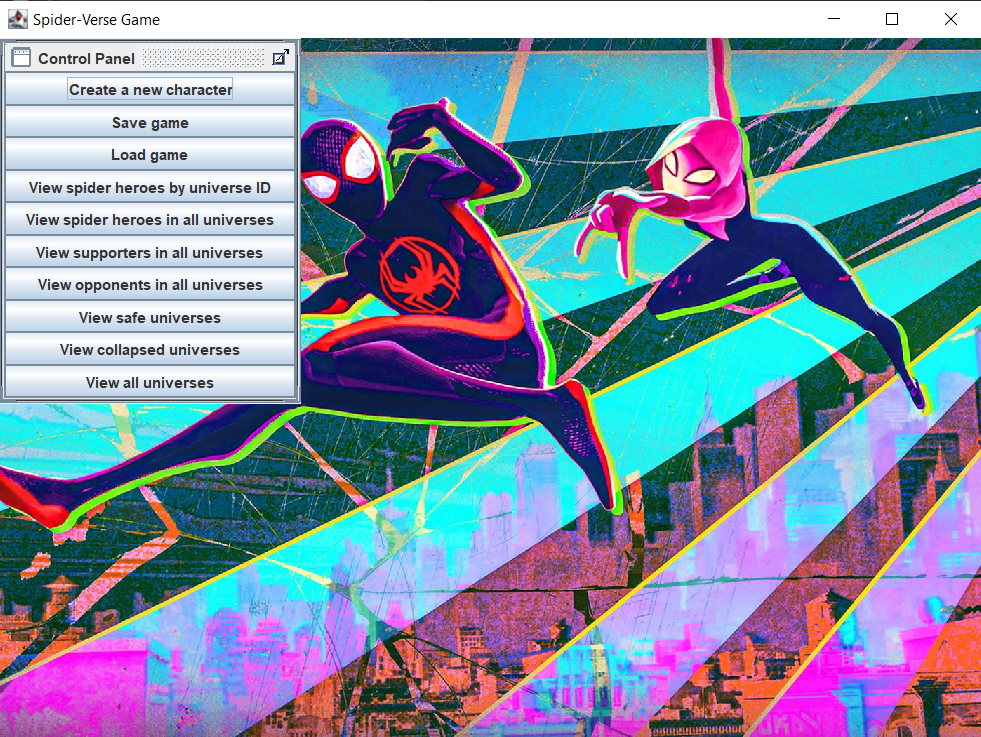 Spider-Verse Game
Control Panel
Create a new character
Save game
Load game
View spider heroes by universe ID
View spider heroes in all universes
View supporters in all universes
View opponents in all universes
View safe universes
View collapsed universes
View all universes